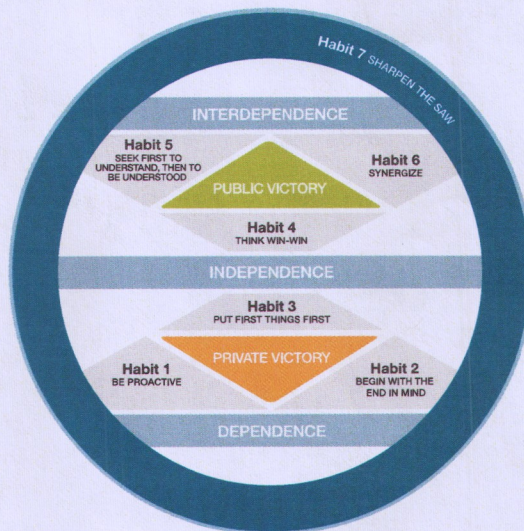 Habit 7 SHARPEN THE SAW
INTERDEPENDENCE
Habit 5
SEEK FIRST TO
UNDERSTAND, THEN TO
BE UNDERSTOOD
Habit 6
SYNERGIZE
PUBLIC VICTORY
Habit 4
THINK WIN-WIN
INDEPENDENCE
Habit 3
PUT FIRST THINGS FIRST
PRIVATE VICTORY
Habit 1
BE PROACTIVE
Habit 2
BEGIN WITH THE
END IN MIND
DEPENDENCE